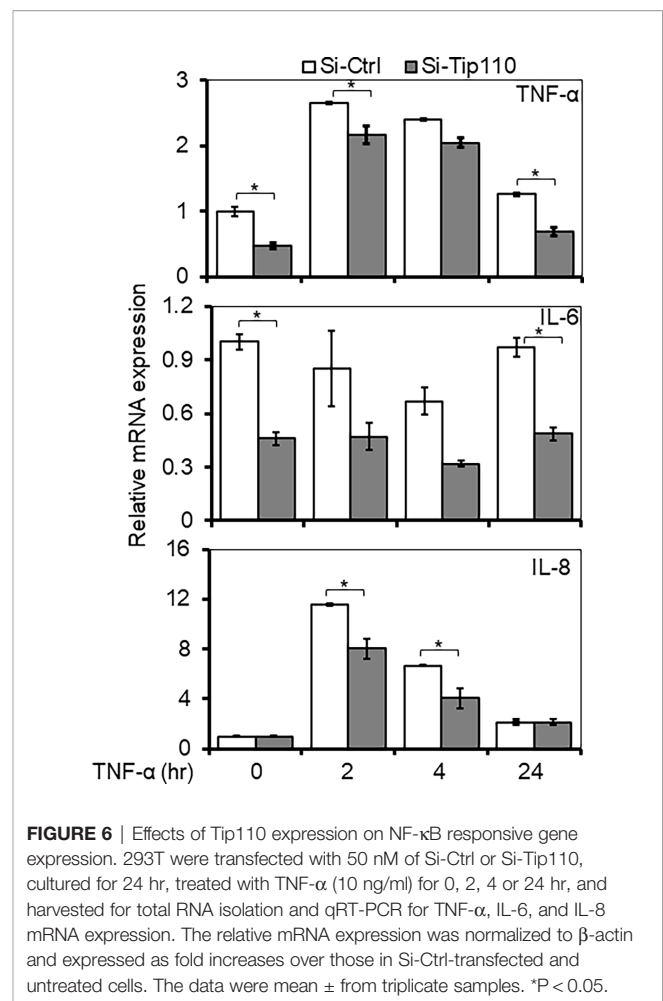 Si-Ctrl Si-Tip110
TNF-α
3
*
2
*
*
1
0
Relative mRNA expression
1.2
IL-6
*
*
0.9
0.6
0.3
0
16
IL-8
12
*
*
8
4
0
TNF-α (hr) 0 2 4 24
FIGURE 6 | Effects of Tip110 expression on NF-κB responsive gene
expression. 293T were transfected with 50 nM of Si-Ctrl or Si-Tip110,
cultured for 24 hr, treated with TNF-α (10 ng/ml) for 0, 2, 4 or 24 hr, and
harvested for total RNA isolation and qRT-PCR for TNF-α, IL-6, and IL-8
mRNA expression. The relative mRNA expression was normalized to β-actin
and expressed as fold increases over those in Si-Ctrl-transfected and
untreated cells. The data were mean ± from triplicate samples. *P < 0.05.